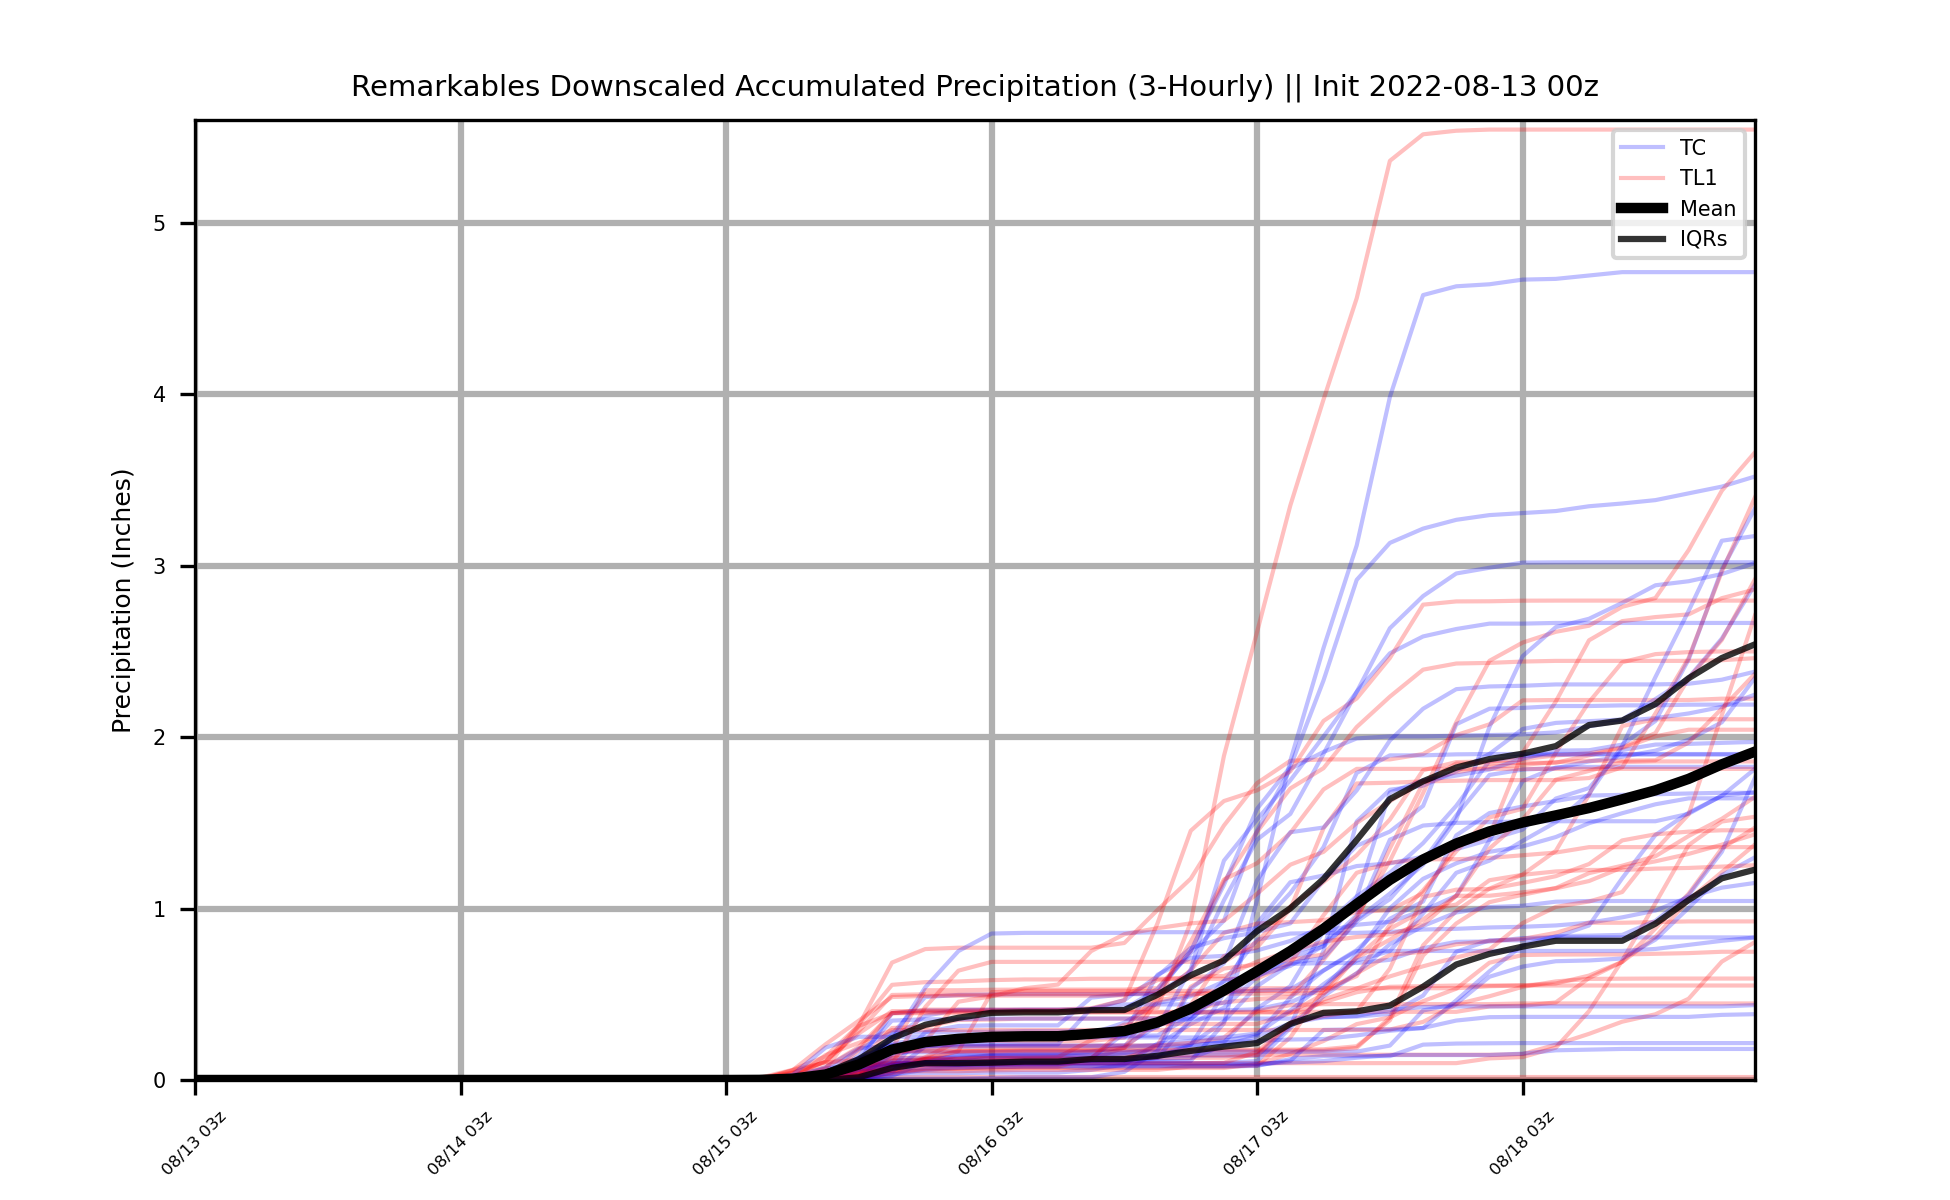 Remarkables Downscaled Accumulated Precipitation (3-Hourly) || Init 2022-08-13 00z
TC
TL1
Mean
IQRs
Precipitation (Inches)
5
4
3
2
1
0
08/13 03z
08/14 03z
08/15 03z
08/16 03z
08/17 03z
08/18 03z